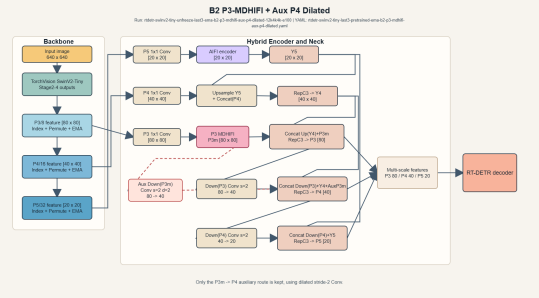 B2 P3-MDHIFI + Aux P4 Dilated
Backbone
Hybrid Encoder and Neck
Input image
640 x 640
TorchVision SwinV2-Tiny
Stage2-4 outputs
P3/8 feature [80 x 80]
Index + Permute + EMA
P4/16 feature [40 x 40]
Index + Permute + EMA
P5/32 feature [20 x 20]
Index + Permute + EMA
P5 1x1 Conv
[20 x 20]
AIFI encoder
[20 x 20]
Y5
[20 x 20]
P4 1x1 Conv
[40 x 40]
Upsample Y5
+ Concat(P4)
RepC3 -> Y4
[40 x 40]
P3 1x1 Conv
[80 x 80]
P3 MDHIFI
P3m [80 x 80]
Concat Up(Y4)+P3m
RepC3 -> P3 [80]
Aux Down(P3m)
Conv s=2 d=2
80 -> 40
Down(P3) Conv s=2
80 -> 40
Concat Down(P3)+Y4+AuxP3m
RepC3 -> P4 [40]
Down(P4) Conv s=2
40 -> 20
Concat Down(P4)+Y5
RepC3 -> P5 [20]
Multi-scale features
P3 80 / P4 40 / P5 20
RT-DETR decoder
Only the P3m -> P4 auxiliary route is kept, using dilated stride-2 Conv.